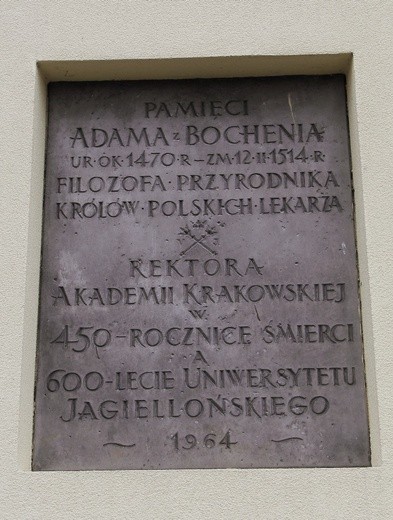 PAMIĘCI
ADAMA z BOCHENIA
UR·OK·1470·R–ZM·12·II·1514·R
FILOZOFA·PRZYRODNIKA
KRÓLÓW·POLSKICH·LEKARZA
REKTORA
AKADEMII KRAKOWSKIEJ
W
450-ROCZNICĘ ŚMIERCI
A
600-LECIE UNIWERSYTETU
JAGIELLOŃSKIEGO
~ 1964 ~